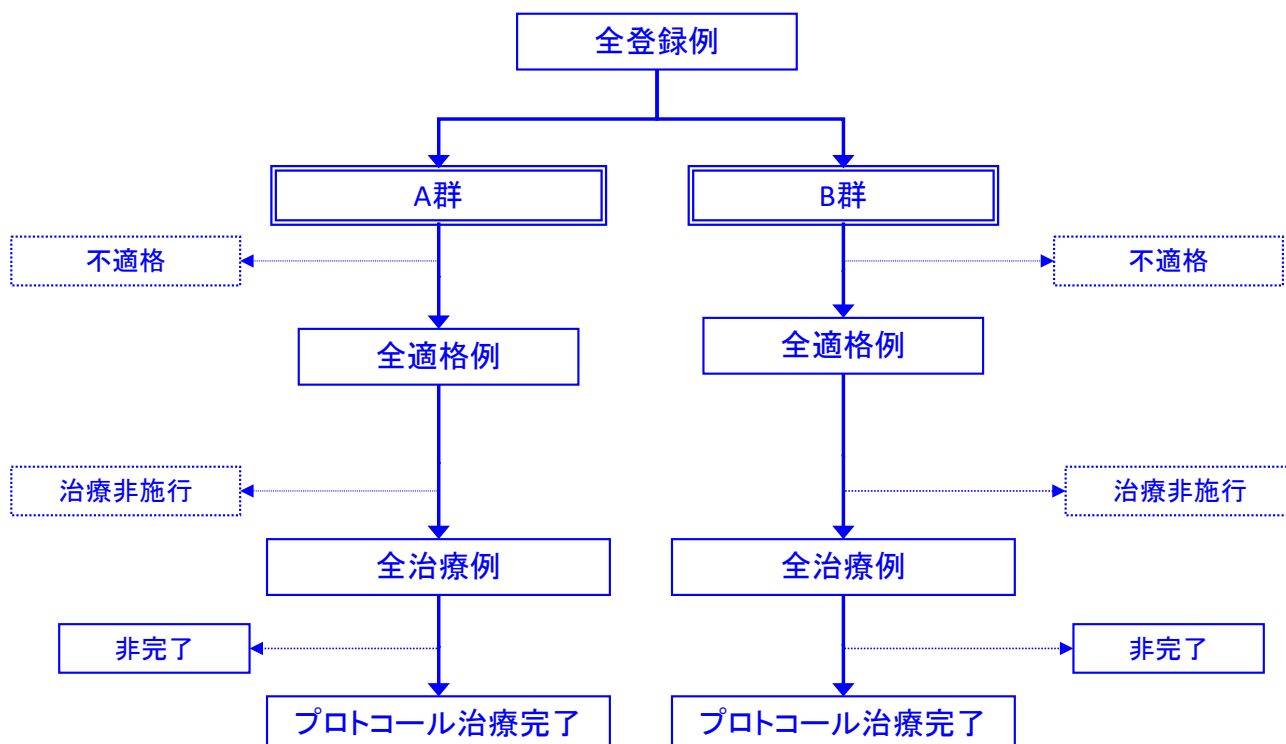 全登録例
A群
B群
不適格
不適格
全適格例
全適格例
治療非施行
治療非施行
全治療例
全治療例
非完了
非完了
プロトコール治療完了
プロトコール治療完了